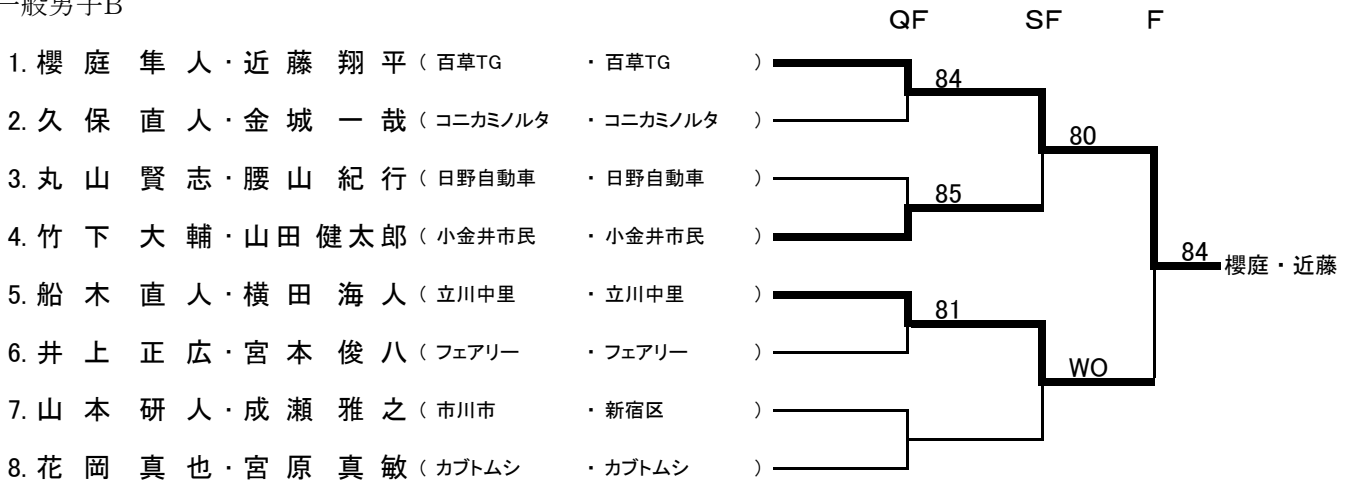 一般男子B
QF SF F
1. 櫻庭 隼人・近藤 翔平 ( 百草TG ・ 百草TG )
84
2. 久保 直人・金城 一哉 ( コニカミノルタ ・ コニカミノルタ )
80
3. 丸山 賢志・腰山 紀行 ( 日野自動車 ・ 日野自動車 )
85
4. 竹下 大輔・山田 健太郎 ( 小金井市民 ・ 小金井市民 )
84 櫻庭・近藤
5. 船木 直人・横田 海人 ( 立川中里 ・ 立川中里 )
81
6. 井上 正広・宮本 俊八 ( フェアリー ・ フェアリー )
WO
7. 山本 研人・成瀬 雅之 ( 市川市 ・ 新宿区 )
8. 花岡 真也・宮原 真敏 ( カブトムシ ・ カブトムシ )